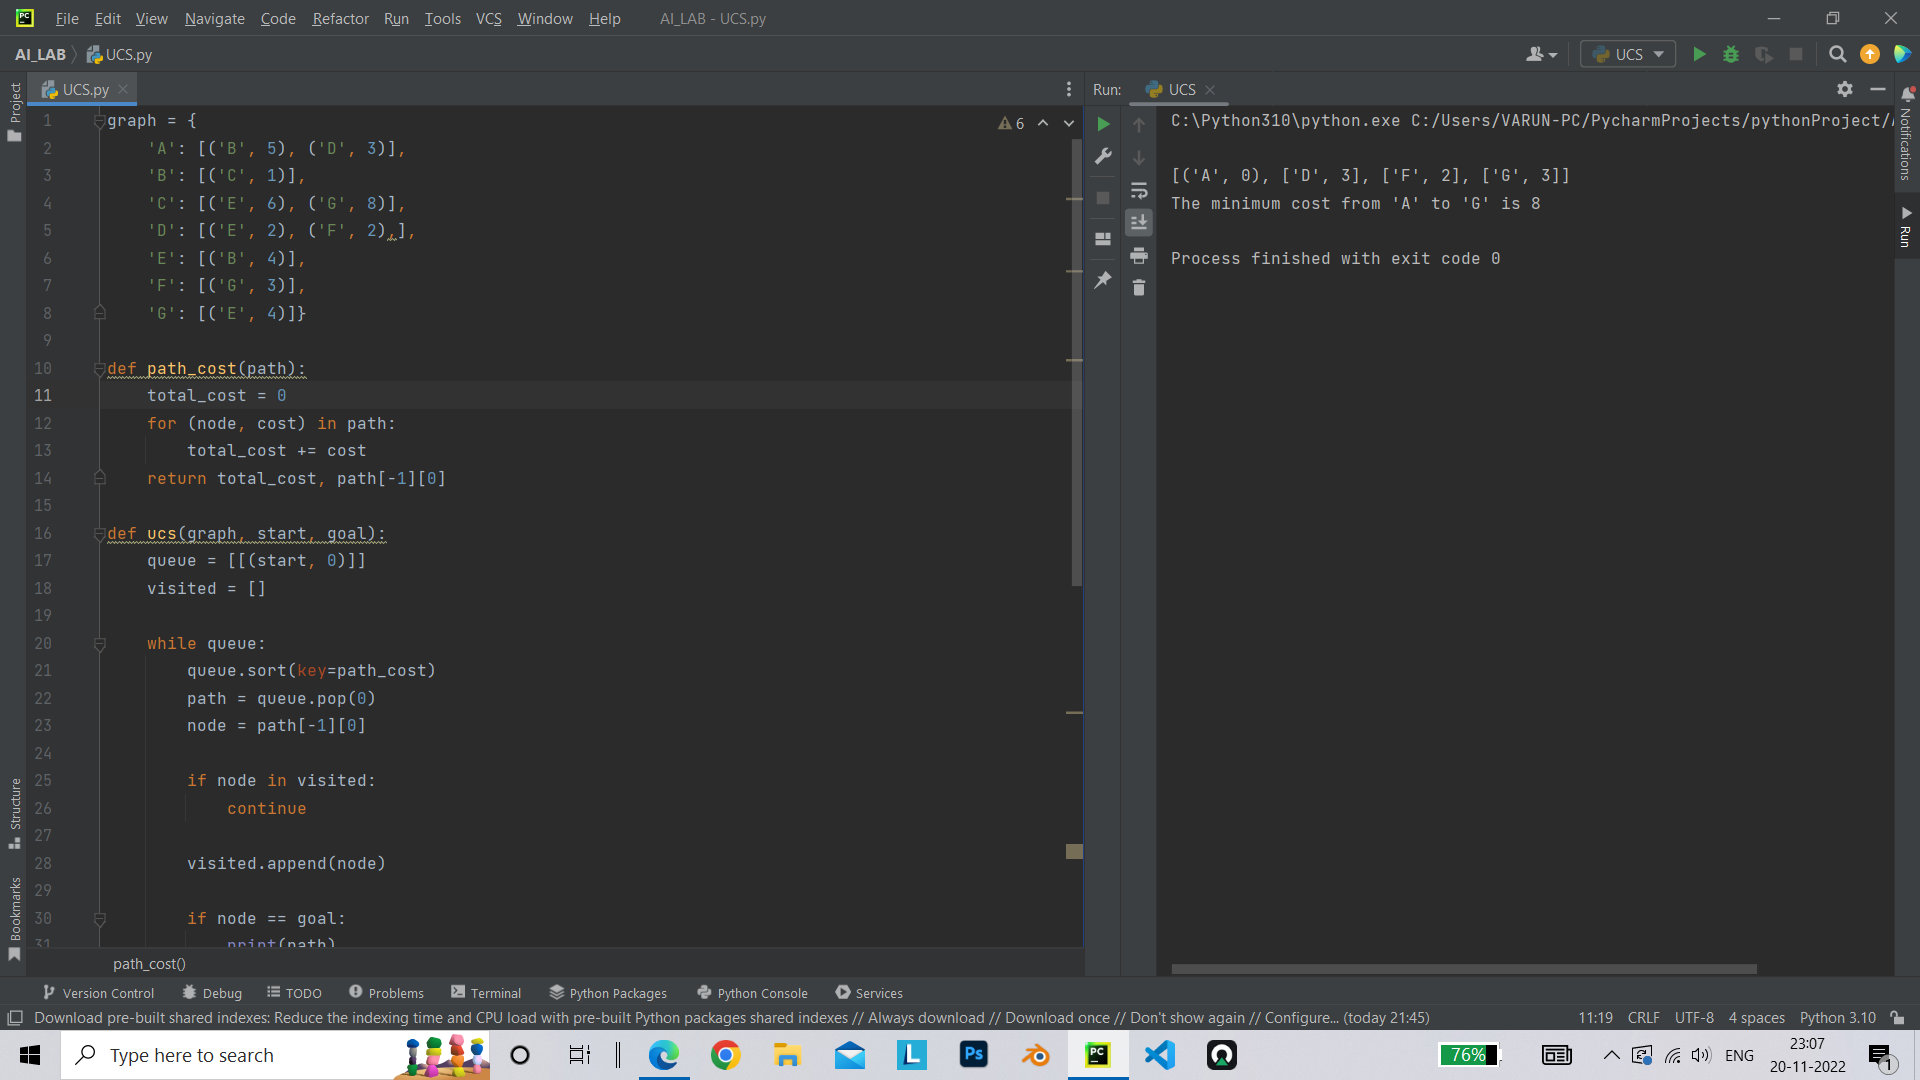 File Edit View Navigate Code Refactor Run Tools VCS Window Help AI_LAB - UCS.py
AI_LAB UCS.py
UCS
UCS.py
Run: UCS
Project
Structure
Bookmarks
Notifications
Run
6
1 graph = {
2     'A': [('B', 5), ('D', 3)],
3     'B': [('C', 1)],
4     'C': [('E', 6), ('G', 8)],
5     'D': [('E', 2), ('F', 2),],
6     'E': [('B', 4)],
7     'F': [('G', 3)],
8     'G': [('E', 4)]}
9
10 def path_cost(path):
11     total_cost = 0
12     for (node, cost) in path:
13         total_cost += cost
14     return total_cost, path[-1][0]
15
16 def ucs(graph, start, goal):
17     queue = [[(start, 0)]]
18     visited = []
19
20     while queue:
21         queue.sort(key=path_cost)
22         path = queue.pop(0)
23         node = path[-1][0]
24
25         if node in visited:
26             continue
27
28         visited.append(node)
29
30         if node == goal:
31             print(path)
path_cost()
C:\Python310\python.exe C:/Users/VARUN-PC/PycharmProjects/pythonProject/
[('A', 0), ['D', 3], ['F', 2], ['G', 3]]
The minimum cost from 'A' to 'G' is 8
Process finished with exit code 0
Version Control Debug TODO Problems Terminal Python Packages Python Console Services
Download pre-built shared indexes: Reduce the indexing time and CPU load with pre-built Python packages shared indexes // Always download // Download once // Don't show again // Configure... (today 21:45) 11:19 CRLF UTF-8 4 spaces Python 3.10
Type here to search
L
Ps
PC
76%
ENG
23:07
20-11-2022
1